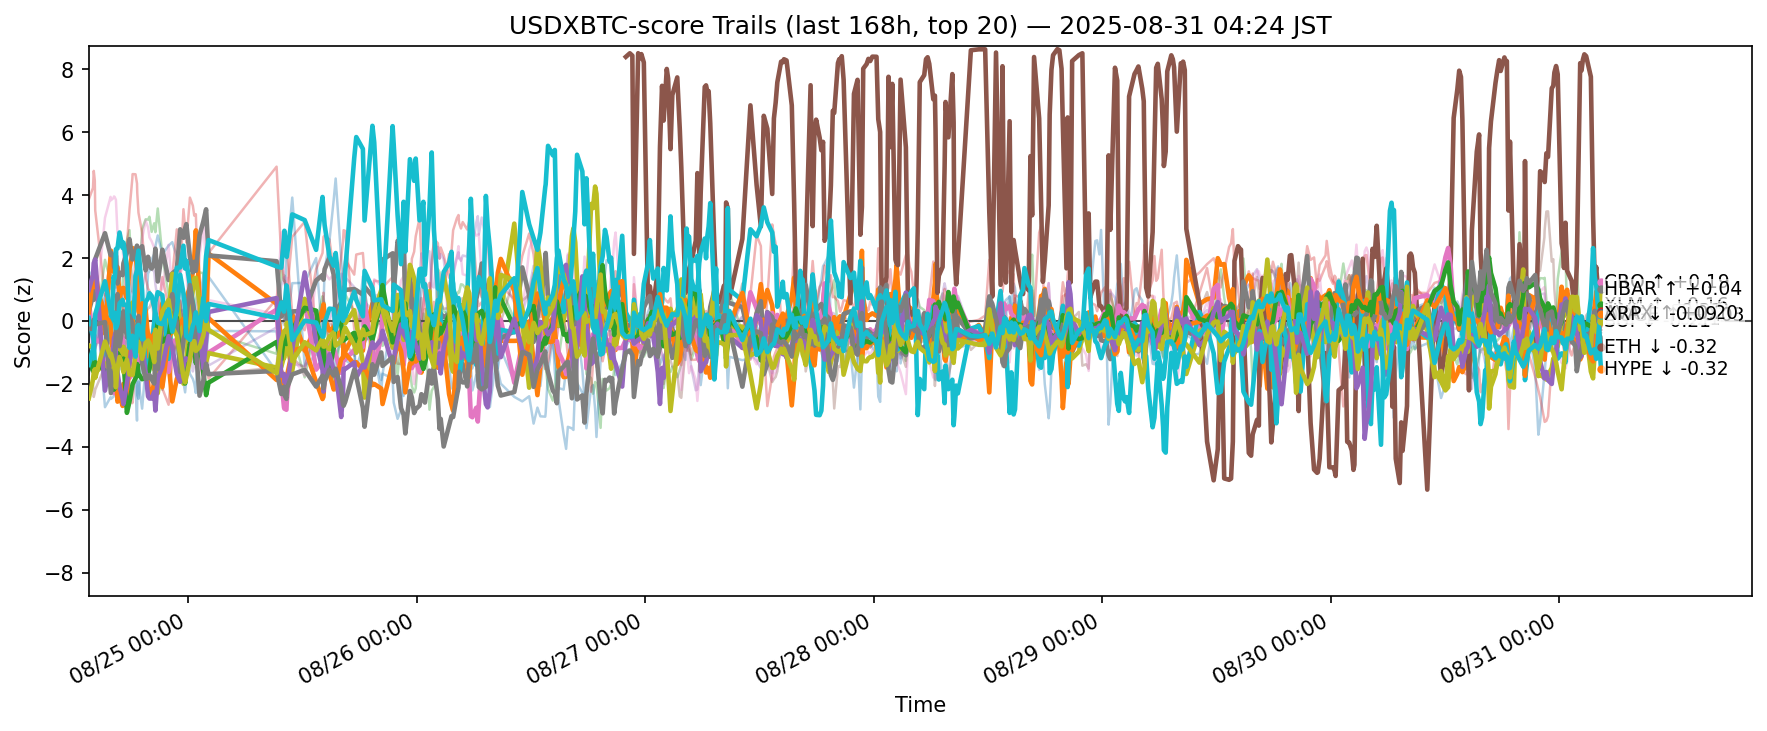 USDXBTC-score Trails (last 168h, top 20) — 2025-08-31 04:24 JST
Score (z)
8
6
4
2
0
−2
−4
−6
−8
CRO ↑ +0.19
HBAR ↑ +0.04
XRP ↓ -0.09
ETH ↓ -0.32
HYPE ↓ -0.32
08/25 00:00
08/26 00:00
08/27 00:00
08/28 00:00
08/29 00:00
08/30 00:00
08/31 00:00
Time